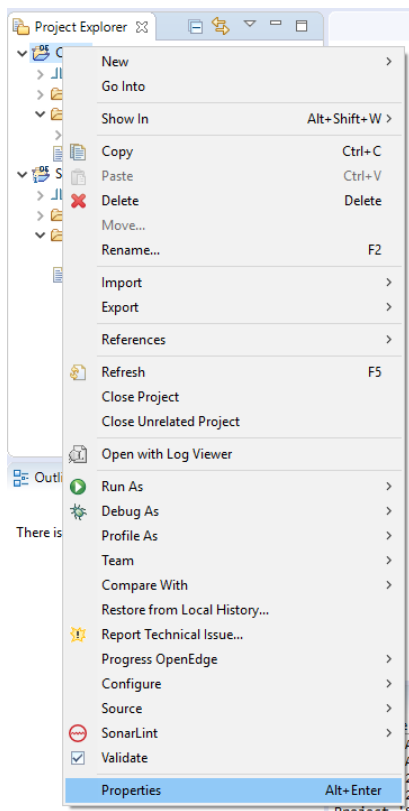 Project Explorer
New
Go Into
Show In Alt+Shift+W >
Copy Ctrl+C
Paste Ctrl+V
Delete Delete
Move...
Rename... F2
Import >
Export >
References >
Refresh F5
Close Project
Close Unrelated Project
Open with Log Viewer
Outli
Run As >
Debug As >
There is
Profile As >
Team >
Compare With >
Restore from Local History...
Report Technical Issue...
Progress OpenEdge >
Configure >
Source >
SonarLint >
Validate
Properties Alt+Enter